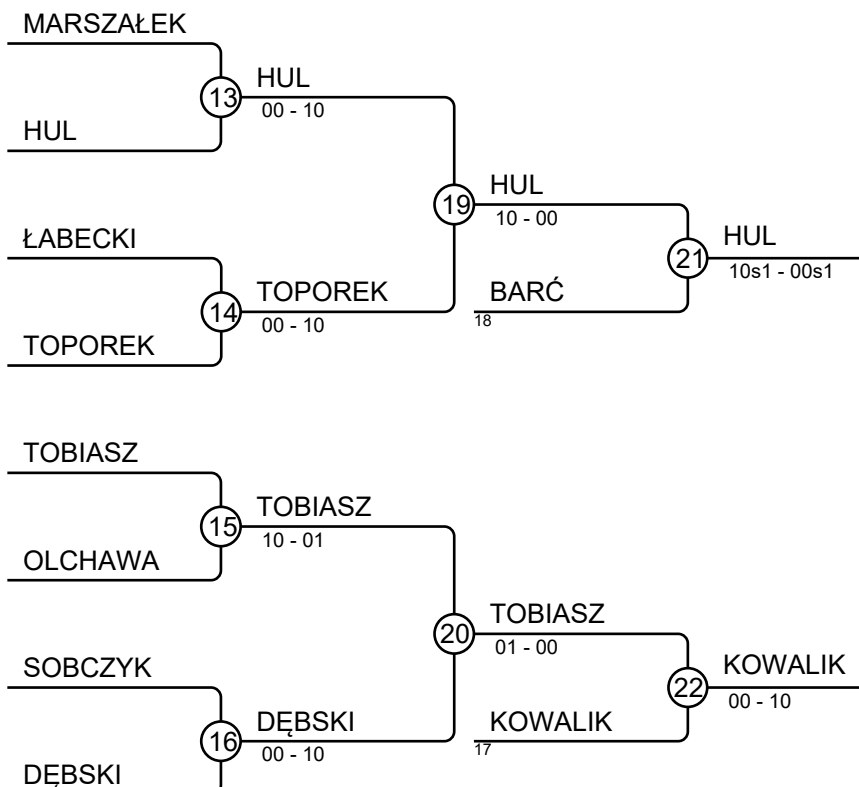 MARSZAŁEK
13
HUL
00 - 10
HUL
19
HUL
10 - 00
ŁABECKI
21
HUL
10s1 - 00s1
14
TOPOREK
00 - 10
BARĆ
18
TOPOREK
TOBIASZ
15
TOBIASZ
10 - 01
OLCHAWA
20
TOBIASZ
01 - 00
SOBCZYK
22
KOWALIK
00 - 10
16
DĘBSKI
00 - 10
KOWALIK
17
DĘBSKI